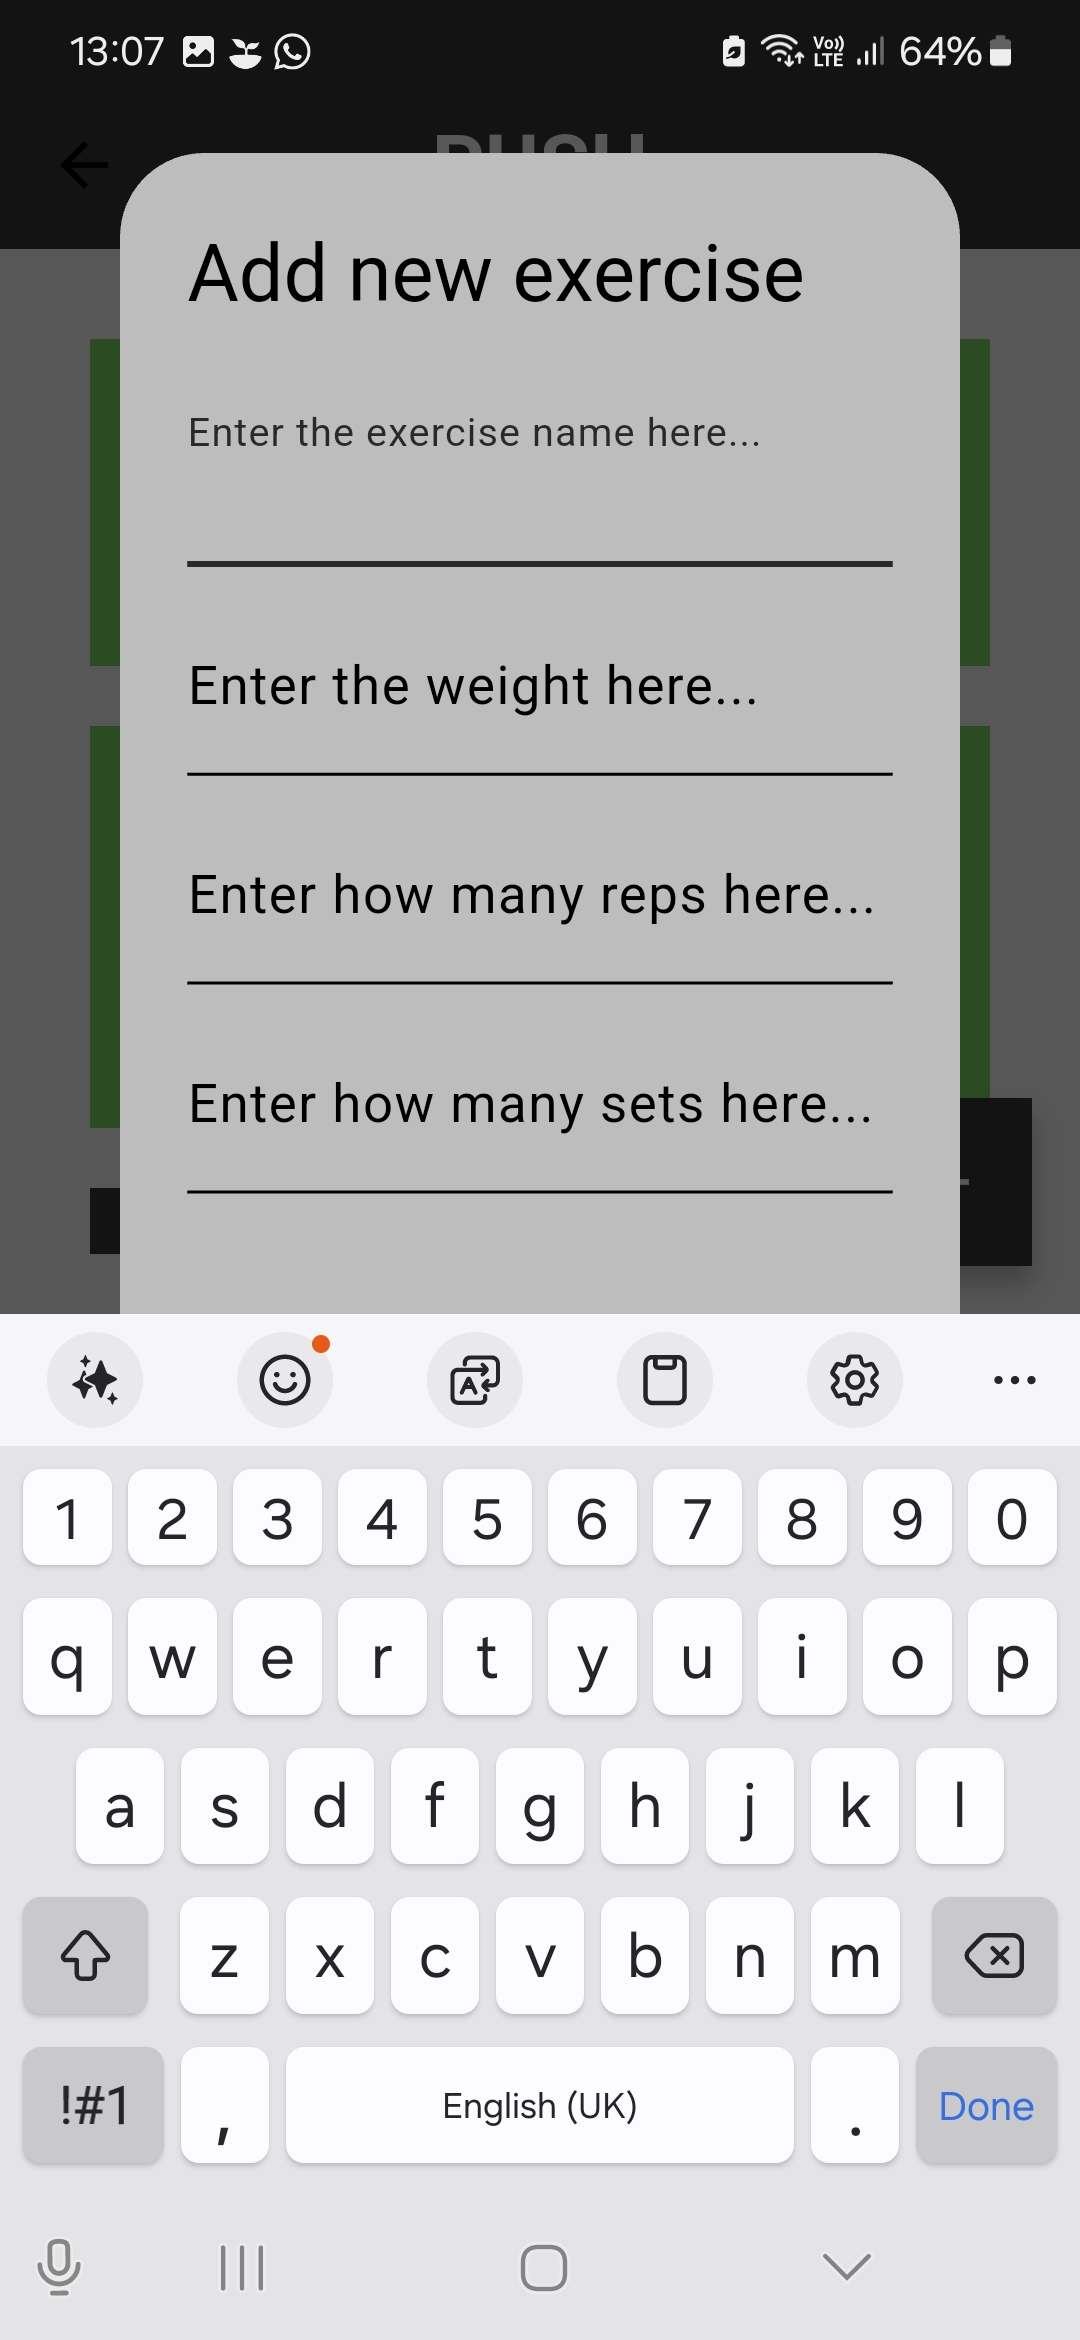 13:07
Vo)) LTE 64%
PUSH
Add new exercise
Enter the exercise name here...
Enter the weight here...
Enter how many reps here...
Enter how many sets here...
1 2 3 4 5 6 7 8 9 0
q w e r t y u i o p
a s d f g h j k l
z x c v b n m
!#1 , English (UK) . Done